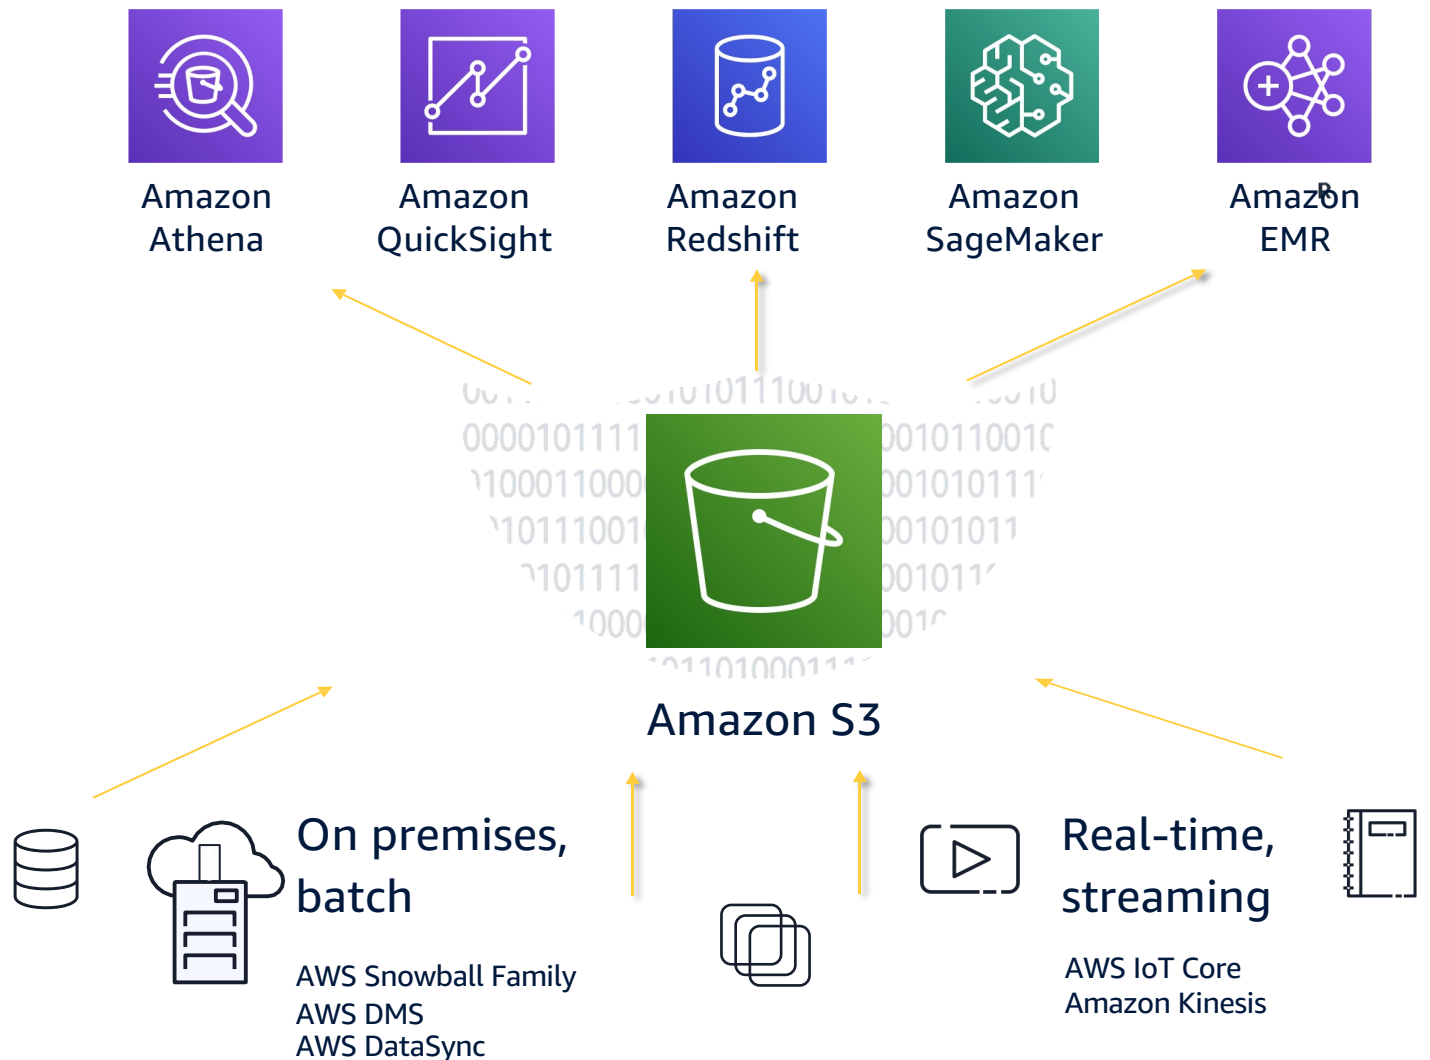 Amazon
Athena
Amazon
QuickSight
Amazon
Redshift
Amazon
SageMaker
Amazon
EMR
R
Amazon S3
On premises,
batch
AWS Snowball Family
AWS DMS
AWS DataSync
Real-time,
streaming
AWS IoT Core
Amazon Kinesis